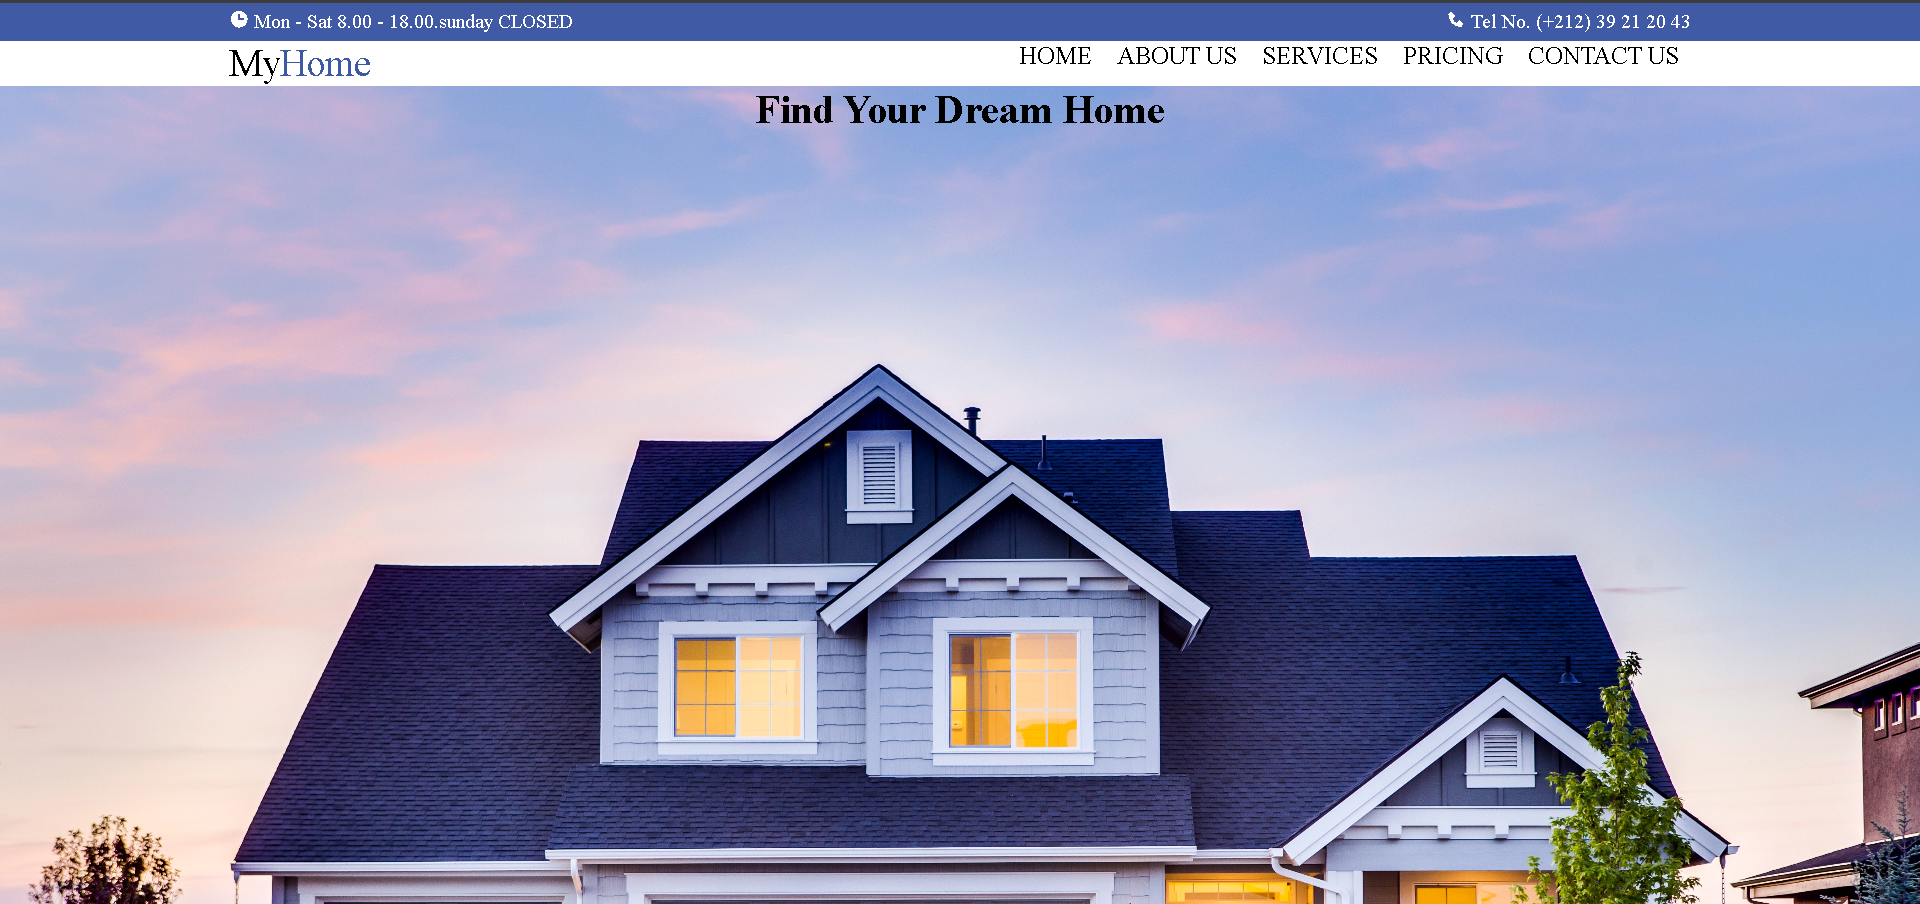 Mon - Sat 8.00 - 18.00.sunday CLOSED
Tel No. (+212) 39 21 20 43
MyHome
HOME ABOUT US SERVICES PRICING CONTACT US
Find Your Dream Home